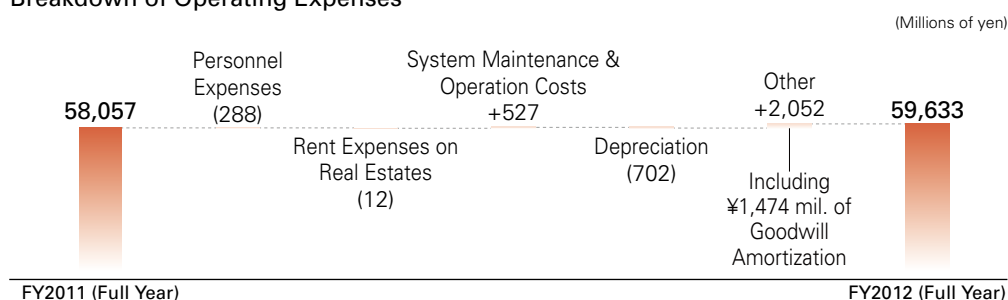 Breakdown of Operating Expenses
(Millions of yen)
58,057
Personnel
Expenses
(288)
Rent Expenses on
Real Estates
(12)
System Maintenance &
Operation Costs
+527
Depreciation
(702)
Other
+2,052
Including
¥1,474 mil. of
Goodwill
Amortization
59,633
FY2011 (Full Year)
FY2012 (Full Year)